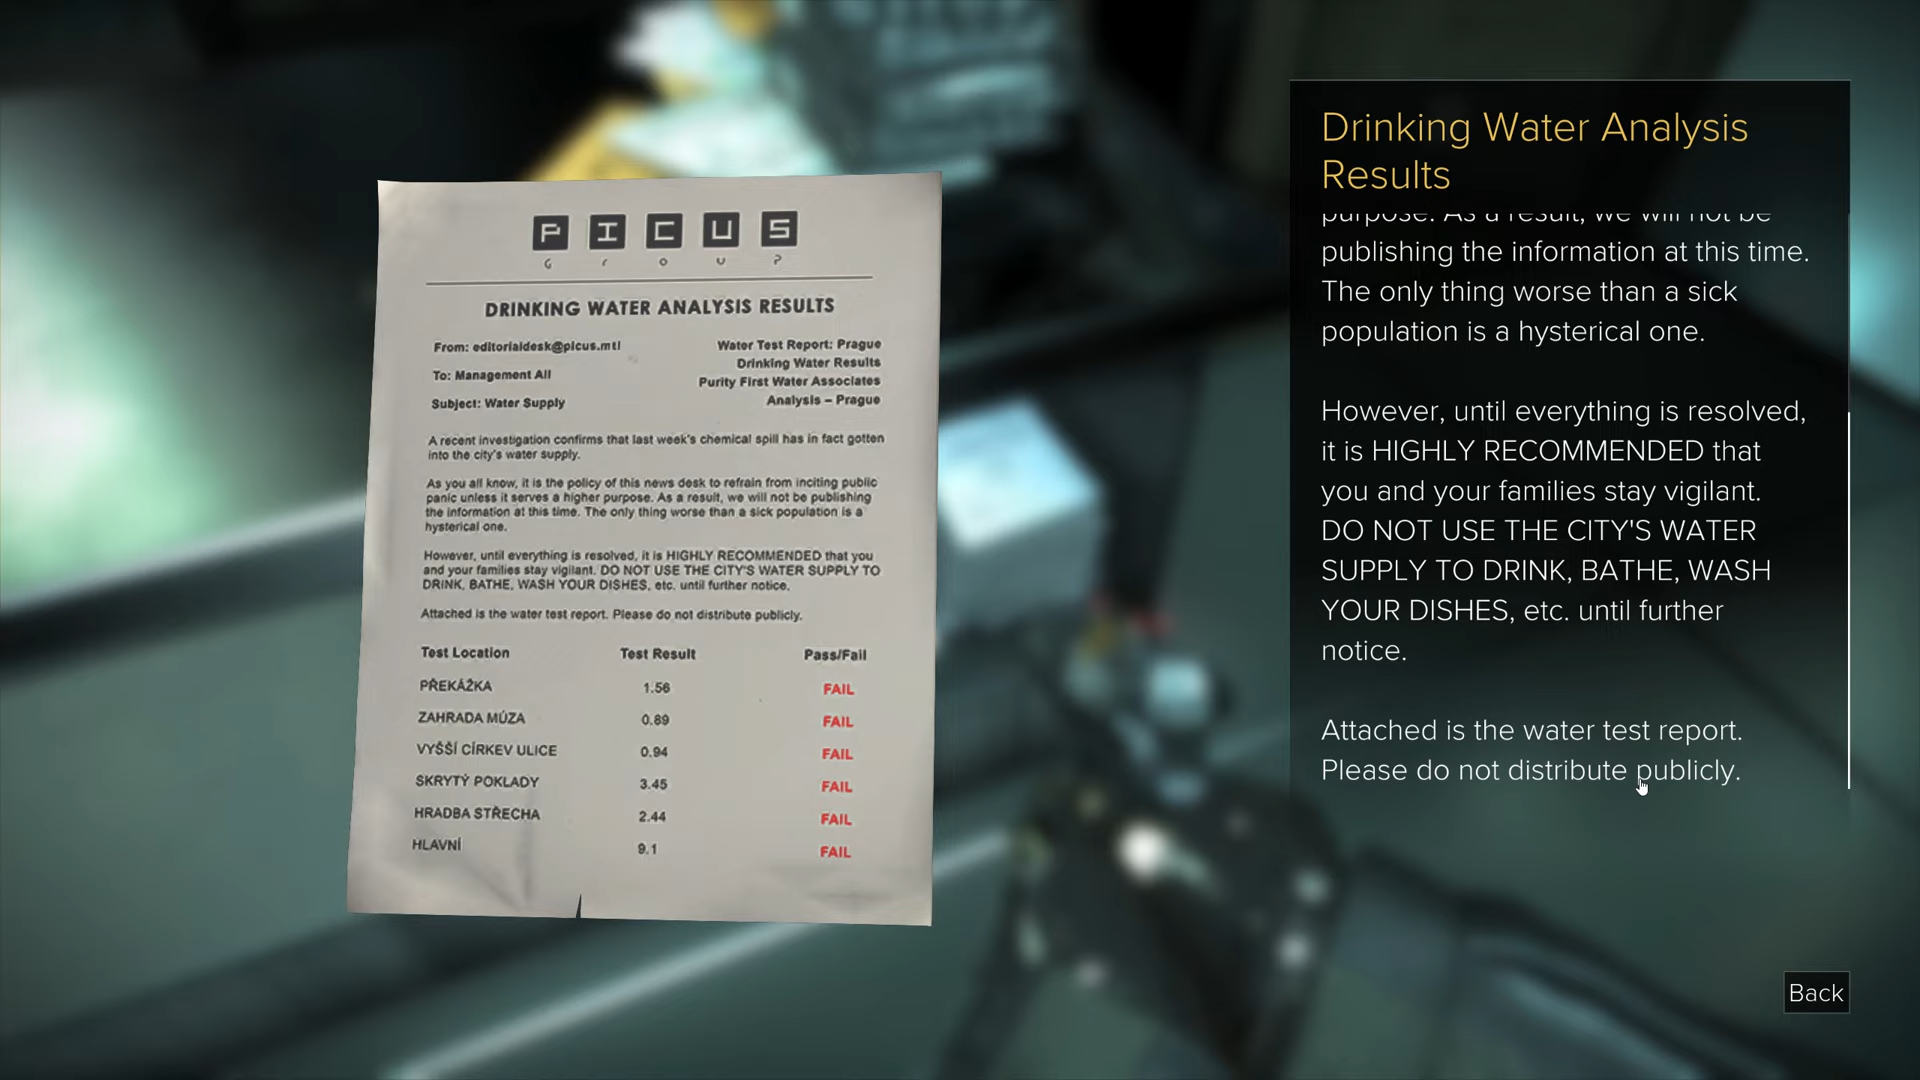 PICUS
GROUP
DRINKING WATER ANALYSIS RESULTS
From: editorialdesk@picus.mtl
To: Management All
Subject: Water Supply
Water Test Report: Prague
Drinking Water Results
Purity First Water Associates
Analysis – Prague
A recent investigation confirms that last week's chemical spill has in fact gotten
into the city's water supply.
As you all know, it is the policy of this news desk to refrain from inciting public
panic unless it serves a higher purpose. As a result, we will not be publishing
the information at this time. The only thing worse than a sick population is a
hysterical one.
However, until everything is resolved, it is HIGHLY RECOMMENDED that you
and your families stay vigilant. DO NOT USE THE CITY'S WATER SUPPLY TO
DRINK, BATHE, WASH YOUR DISHES, etc. until further notice.
Attached is the water test report. Please do not distribute publicly.
Test Location Test Result Pass/Fail
PŘEKÁŽKA 1.56 FAIL
ZAHRADA MÚZA 0.89 FAIL
VYŠŠÍ CÍRKEV ULICE 0.94 FAIL
SKRYTÝ POKLADY 3.45 FAIL
HRADBA STŘECHA 2.44 FAIL
HLAVNÍ 9.1 FAIL
Drinking Water Analysis
Results
purpose. As a result, we will not be
publishing the information at this time.
The only thing worse than a sick
population is a hysterical one.
However, until everything is resolved,
it is HIGHLY RECOMMENDED that
you and your families stay vigilant.
DO NOT USE THE CITY'S WATER
SUPPLY TO DRINK, BATHE, WASH
YOUR DISHES, etc. until further
notice.
Attached is the water test report.
Please do not distribute publicly.
Back